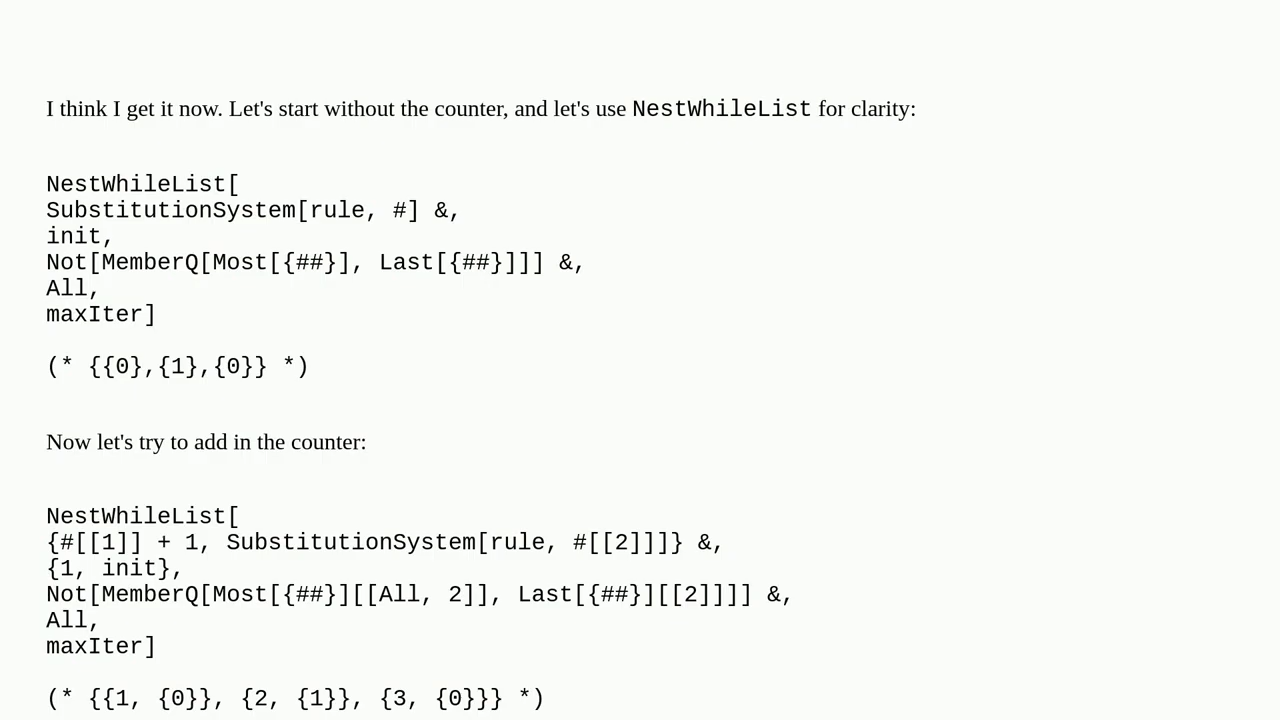 I think I get it now. Let's start without the counter, and let's use NestWhileList for clarity:
NestWhileList[
SubstitutionSystem[rule, #] &,
init,
Not[MemberQ[Most[{##}], Last[{##}]]] &,
All,
maxIter]
(* {{0},{1},{0}} *)
Now let's try to add in the counter:
NestWhileList[
{#[[1]] + 1, SubstitutionSystem[rule, #[[2]]]} &,
{1, init},
Not[MemberQ[Most[{##}][[All, 2]], Last[{##}][[2]]]] &,
All,
maxIter]
(* {{1, {0}}, {2, {1}}, {3, {0}}} *)